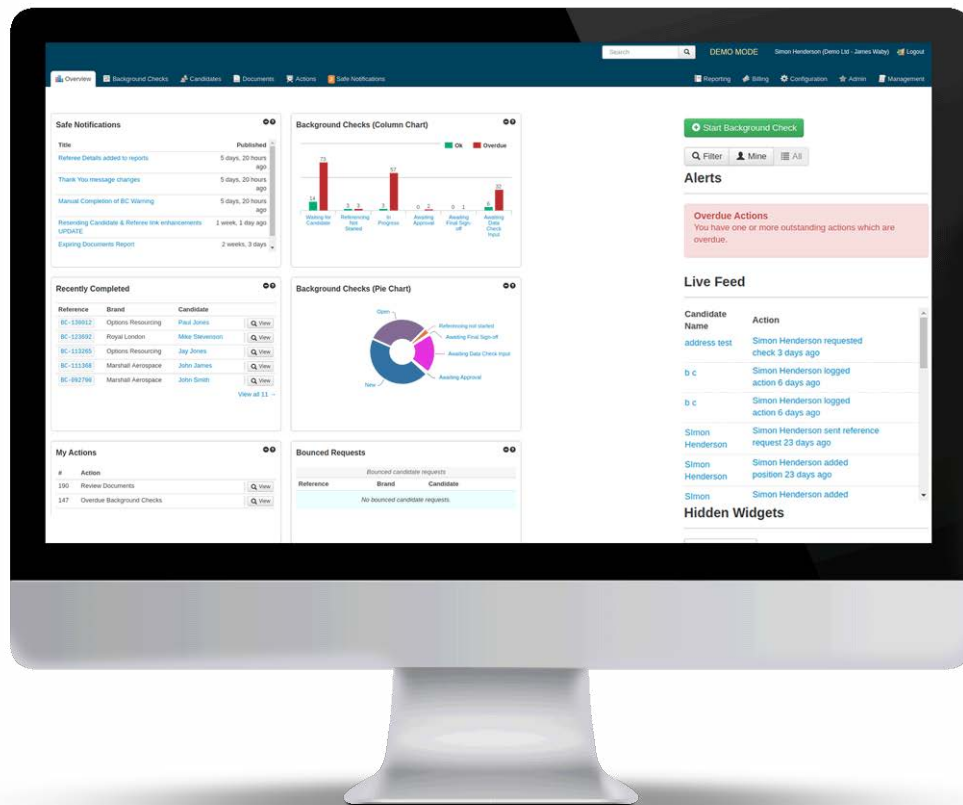 Search
DEMO MODE
Simon Henderson (Demo Ltd - James Waby)
Logout
Overview
Background Checks
Candidates
Documents
Actions
Safe Notifications
Reporting
Billing
Configuration
Admin
Management
Safe Notifications
Title Published
Referee Details added to reports 5 days, 20 hours
ago
Thank You message changes 5 days, 20 hours
ago
Manual Completion of BC Warning 5 days, 20 hours
ago
Resending Candidate & Referee link enhancements 1 week, 1 day ago
UPDATE
Expiring Documents Report 2 weeks, 3 days
Background Checks (Column Chart)
Ok Overdue
14 73
3 3
3 57
0 1
0 1
6 32
Waiting for
Candidate
Referencing
Not
Started
In
Progress
Awaiting
Approval
Awaiting
Final Sign-
off
Awaiting
Data
Check
Input
Start Background Check
Filter Mine All
Alerts
Overdue Actions
You have one or more outstanding actions which are
overdue.
Recently Completed
Reference Brand Candidate
Options Resourcing Paul Jones View
Royal London Mike Stevenson View
Options Resourcing Jay Jones View
Marshall Aerospace John James View
Marshall Aerospace John Smith View
View all 11 →
Background Checks (Pie Chart)
Open
Referencing not started
Awaiting Final Sign-off
Awaiting Data Check Input
Awaiting Approval
New
Live Feed
Candidate
Name
Action
address test Simon Henderson requested
check 3 days ago
b c Simon Henderson logged
action 6 days ago
b c Simon Henderson logged
action 6 days ago
SImon Simon Henderson sent reference
Henderson request 23 days ago
SImon Simon Henderson added
Henderson position 23 days ago
SImon Simon Henderson added
My Actions
# Action
190 Review Documents View
147 Overdue Background Checks View
Bounced Requests
Bounced candidate requests
Reference Brand Candidate
No bounced candidate requests.
Hidden Widgets